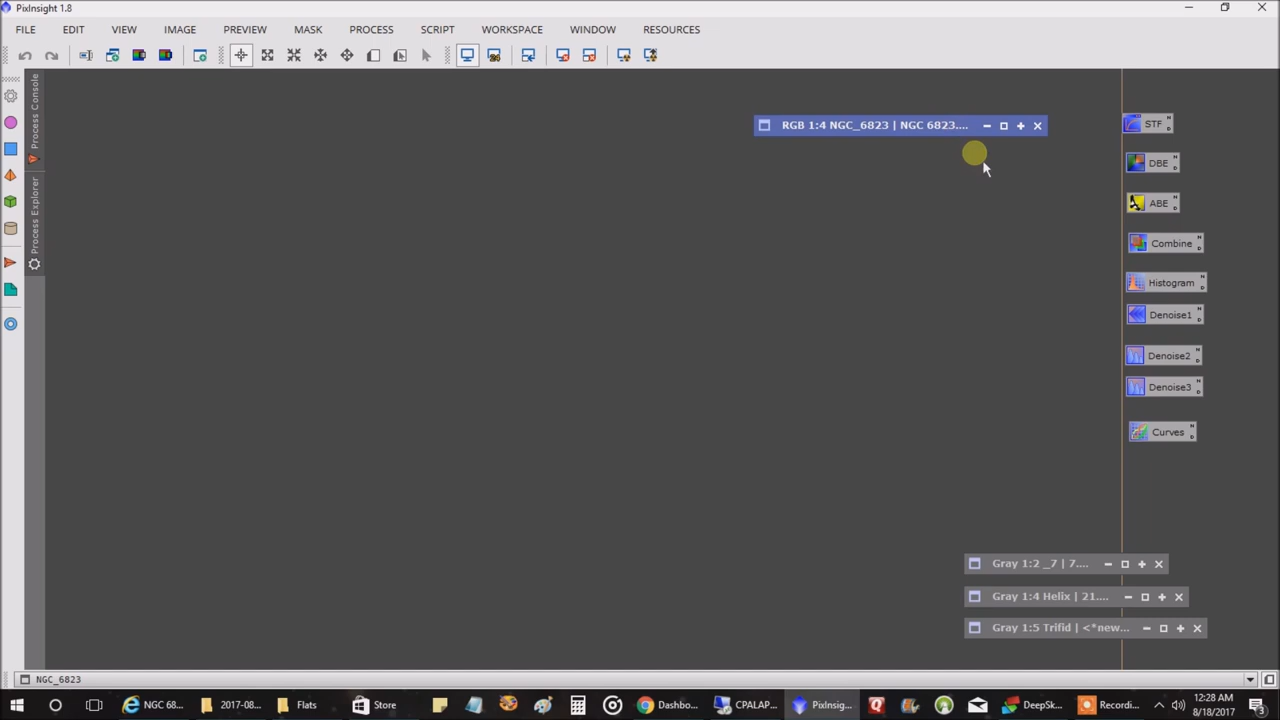 PixInsight 1.8
FILE EDIT VIEW IMAGE PREVIEW MASK PROCESS SCRIPT WORKSPACE WINDOW RESOURCES
Process Console
Process Explorer
RGB 1:4 NGC_6823 | NGC 6823....
STF
DBE
ABE
Combine
Histogram
Denoise1
Denoise2
Denoise3
Curves
Gray 1:2 _7 | 7....
Gray 1:4 Helix | 21....
Gray 1:5 Trifid | <*new...
NGC_6823
NGC 68... 2017-08... Flats Store Dashbo... CPALAP... PixInsig... DeepSk... Recordi... 12:28 AM
8/18/2017